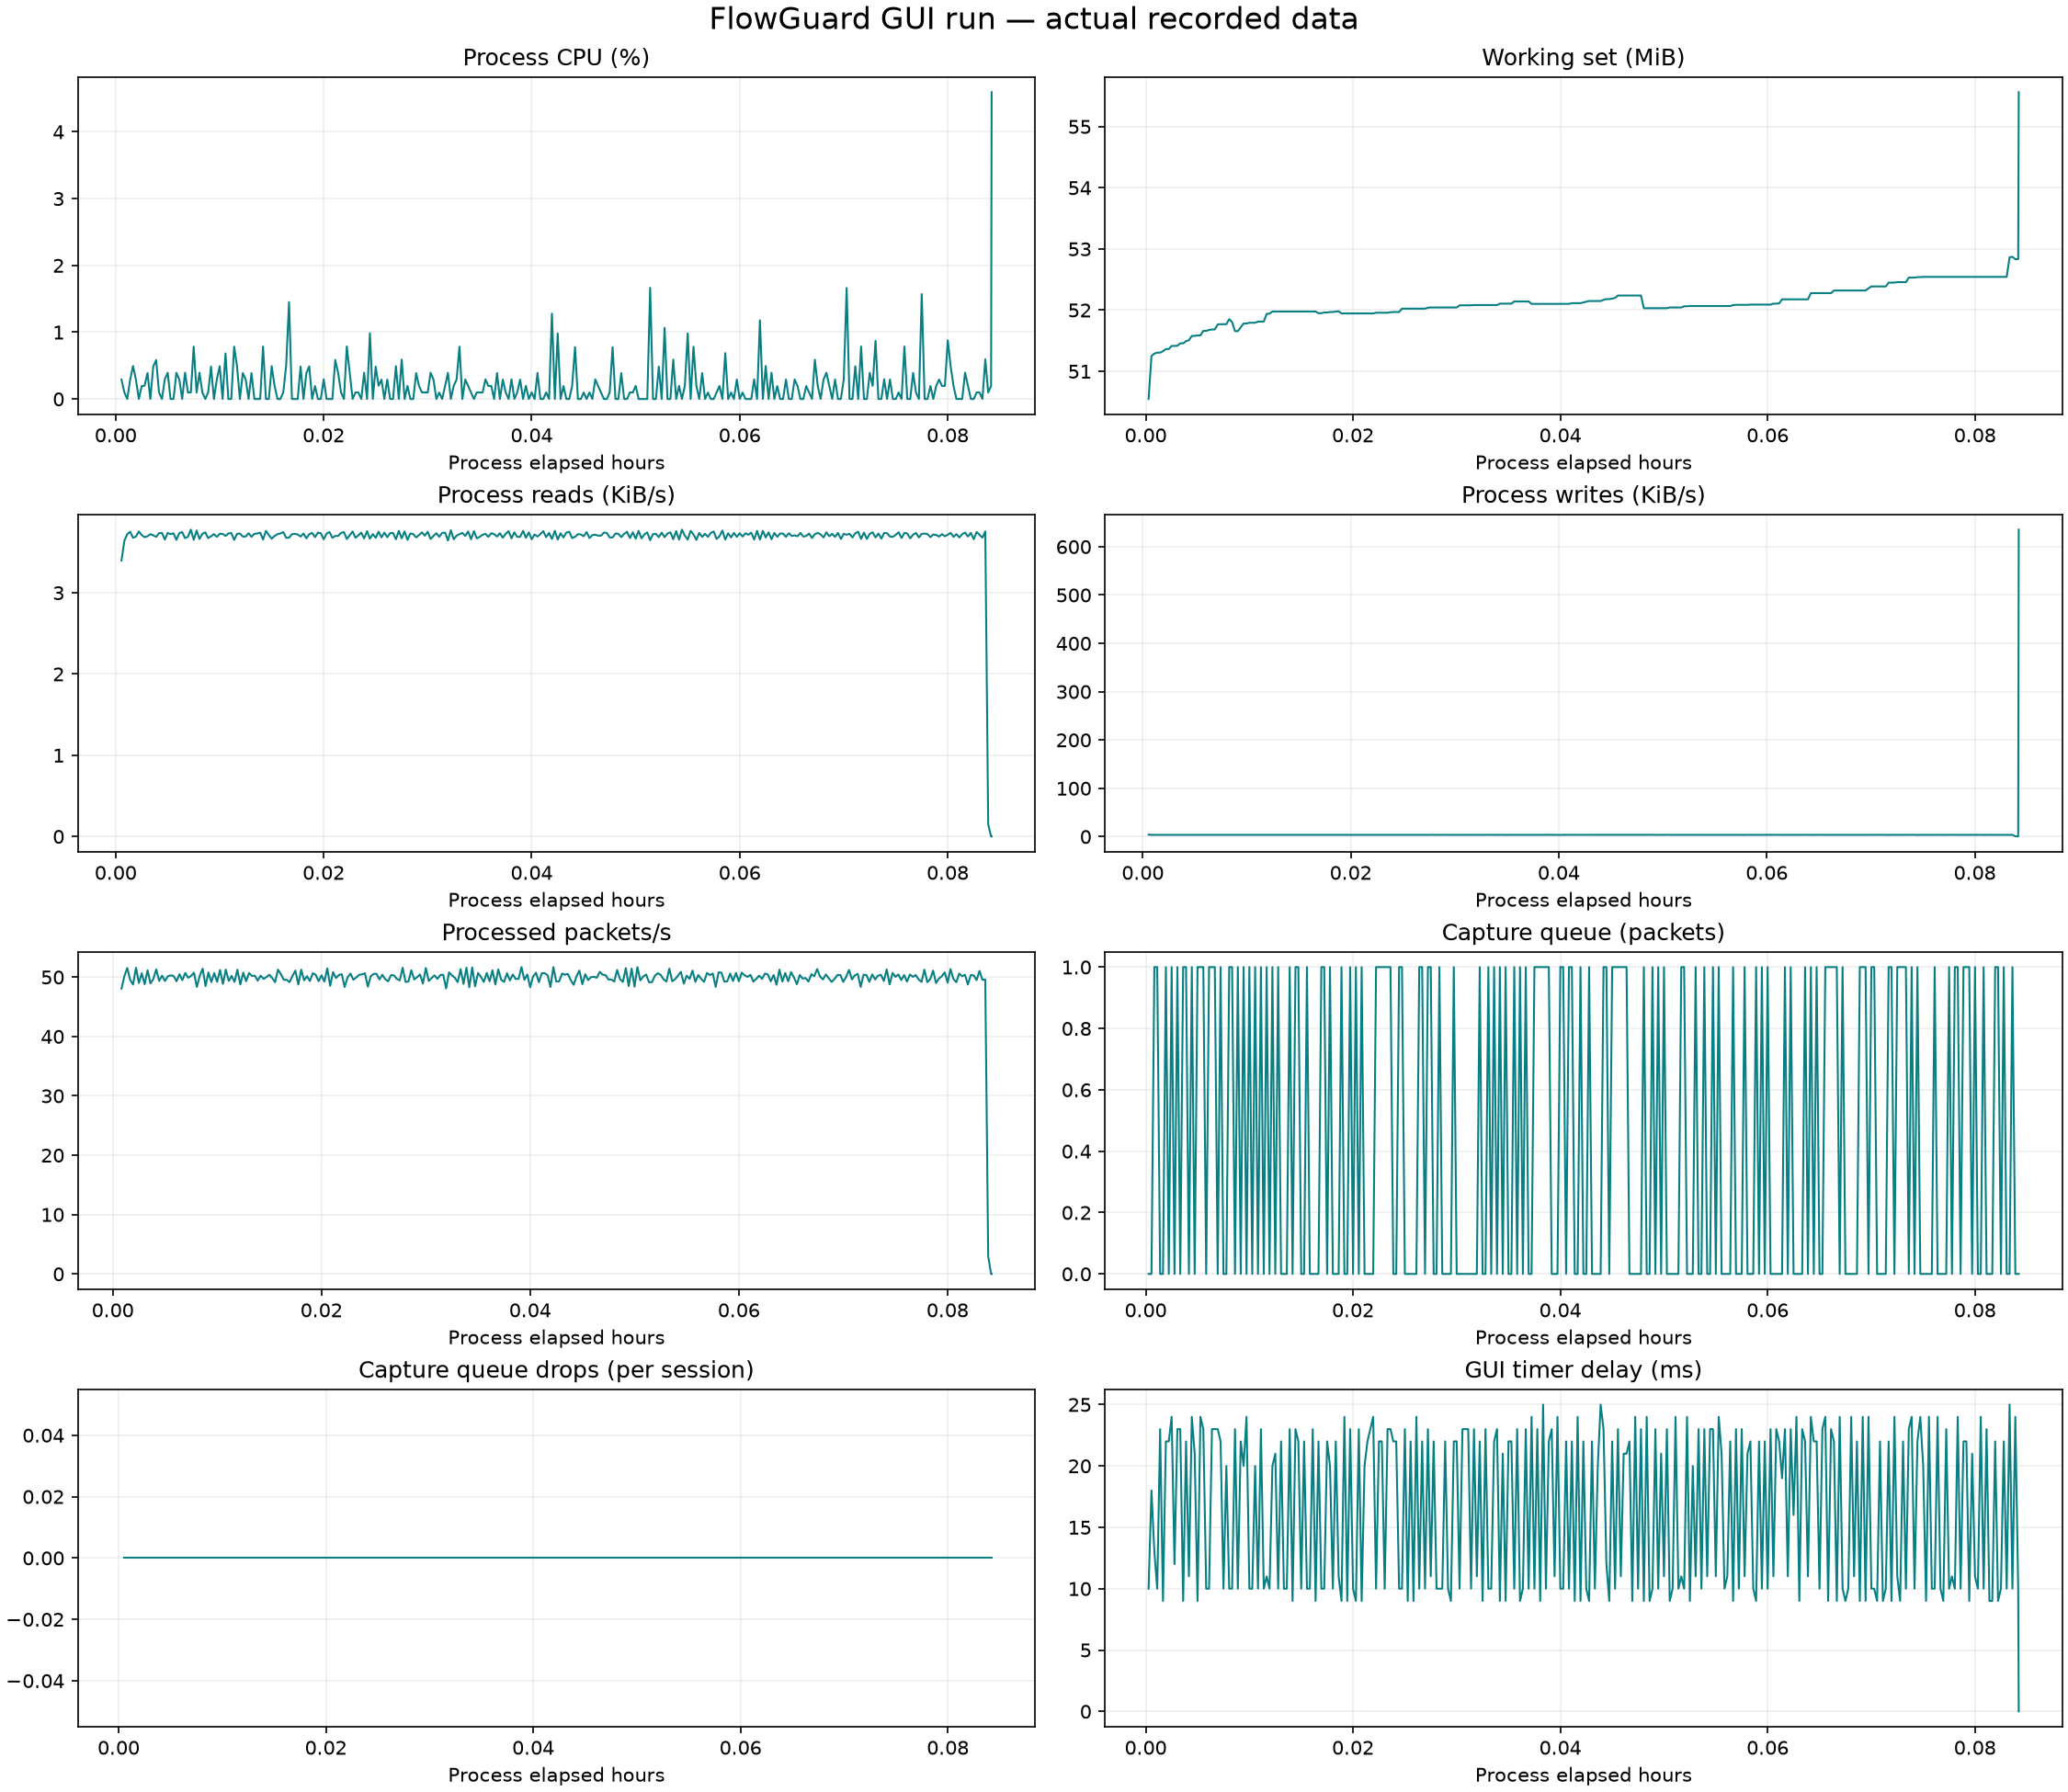 FlowGuard GUI run — actual recorded data
Process CPU (%)
4
3
2
1
0
0.00 0.02 0.04 0.06 0.08
Process elapsed hours
Working set (MiB)
55
54
53
52
51
0.00 0.02 0.04 0.06 0.08
Process elapsed hours
Process reads (KiB/s)
3
2
1
0
0.00 0.02 0.04 0.06 0.08
Process elapsed hours
Process writes (KiB/s)
600
500
400
300
200
100
0
0.00 0.02 0.04 0.06 0.08
Process elapsed hours
Processed packets/s
50
40
30
20
10
0
0.00 0.02 0.04 0.06 0.08
Process elapsed hours
Capture queue (packets)
1.0
0.8
0.6
0.4
0.2
0.0
0.00 0.02 0.04 0.06 0.08
Process elapsed hours
Capture queue drops (per session)
0.04
0.02
0.00
−0.02
−0.04
0.00 0.02 0.04 0.06 0.08
Process elapsed hours
GUI timer delay (ms)
25
20
15
10
5
0
0.00 0.02 0.04 0.06 0.08
Process elapsed hours